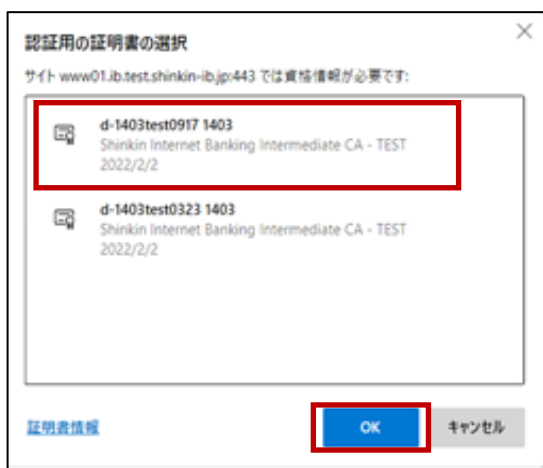 認証用の証明書の選択
サイト www01.ib.test.shinkin-ib.jp:443 では資格情報が必要です:
d-1403test0917 1403
Shinkin Internet Banking Intermediate CA - TEST
2022/2/2
d-1403test0323 1403
Shinkin Internet Banking Intermediate CA - TEST
2022/2/2
証明書情報
OK
キャンセル